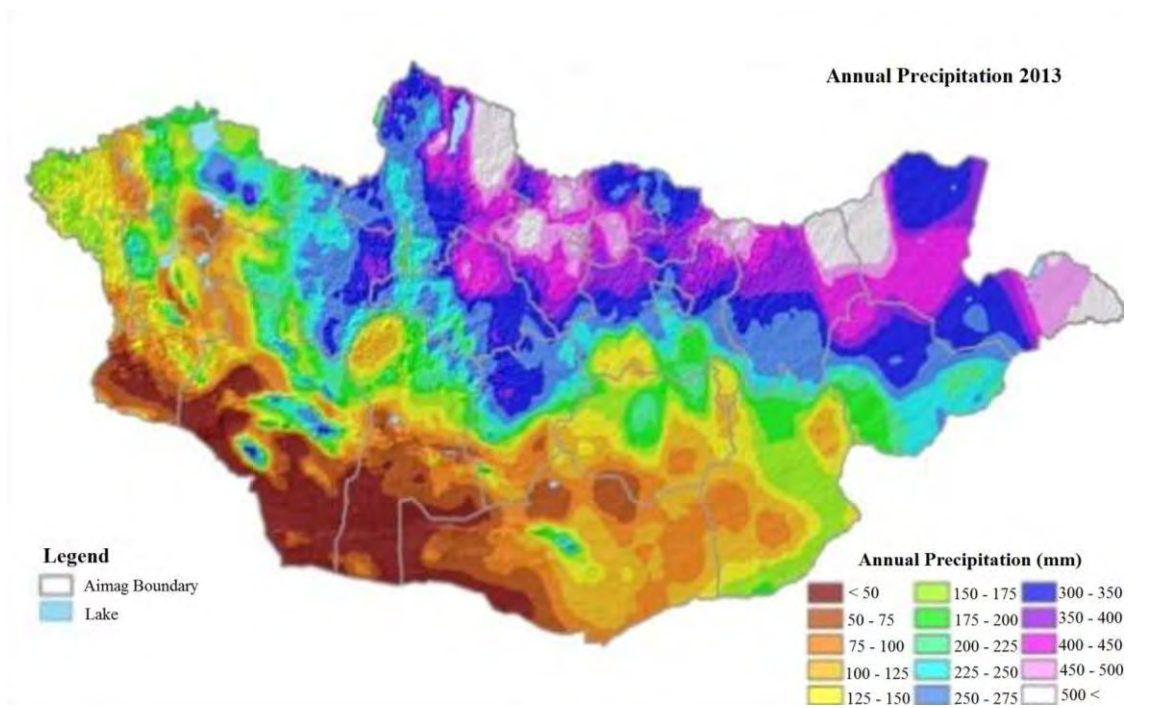 Annual Precipitation 2013
Legend
Aimag Boundary
Lake
Annual Precipitation (mm)
< 50
50 - 75
75 - 100
100 - 125
125 - 150
150 - 175
175 - 200
200 - 225
225 - 250
250 - 275
300 - 350
350 - 400
400 - 450
450 - 500
500 <